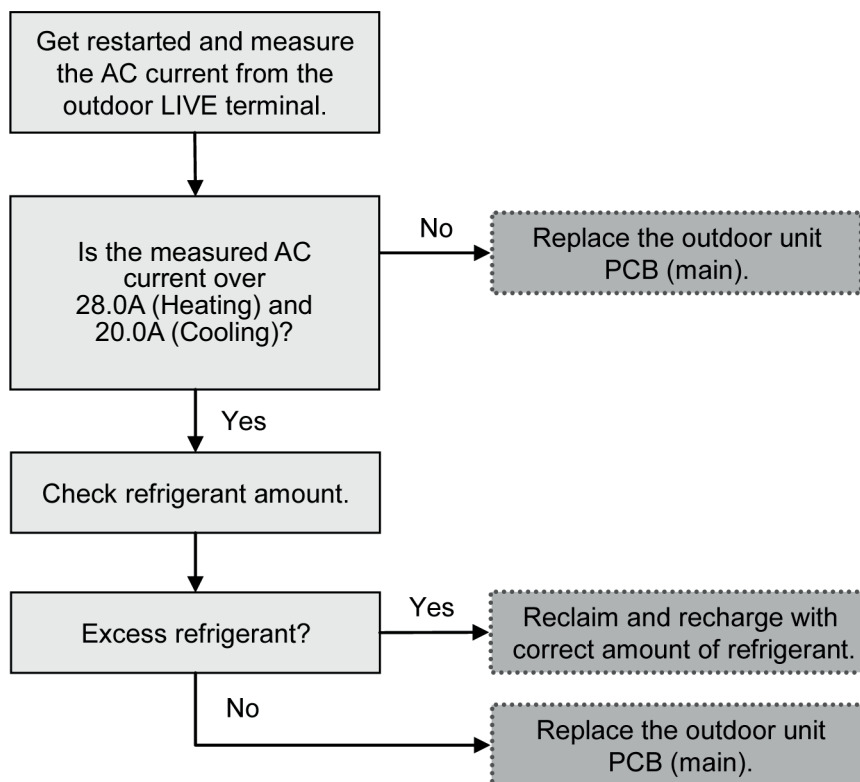 Get restarted and measure
the AC current from the
outdoor LIVE terminal.
Is the measured AC
current over
28.0A (Heating) and
20.0A (Cooling)?
No
Replace the outdoor unit
PCB (main).
Yes
Check refrigerant amount.
Excess refrigerant?
Yes
Reclaim and recharge with
correct amount of refrigerant.
No
Replace the outdoor unit
PCB (main).